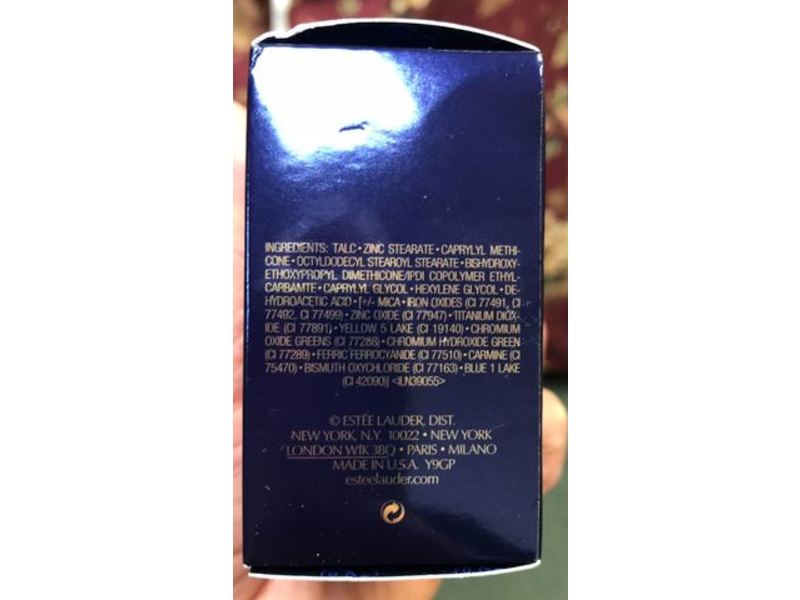 INGREDIENTS: TALC • ZINC STEARATE • CAPRYLYL METHI-
CONE • OCTYLDODECYL STEAROYL STEARATE • BISHYDROXY-
ETHOXYPROPYL DIMETHICONE/IPDI COPOLYMER ETHYL-
CARBAMTE • CAPRYLYL GLYCOL • HEXYLENE GLYCOL • DE-
HYDROACETIC ACID • [+/- MICA • IRON OXIDES (CI 77491, CI
77492, CI 77499) • ZINC OXIDE (CI 77947) • TITANIUM DIOX-
IDE (CI 77891) • YELLOW 5 LAKE (CI 19140) • CHROMIUM
OXIDE GREENS (CI 77288) • CHROMIUM HYDROXIDE GREEN
(CI 77289) • FERRIC FERROCYANIDE (CI 77510) • CARMINE (CI
75470) • BISMUTH OXYCHLORIDE (CI 77163) • BLUE 1 LAKE
(CI 42090)] <ILN39055>
© ESTÉE LAUDER, DIST.
NEW YORK, N.Y. 10022 • NEW YORK
LONDON W1K 3BQ • PARIS • MILANO
MADE IN U.S.A. Y9GP
esteelauder.com